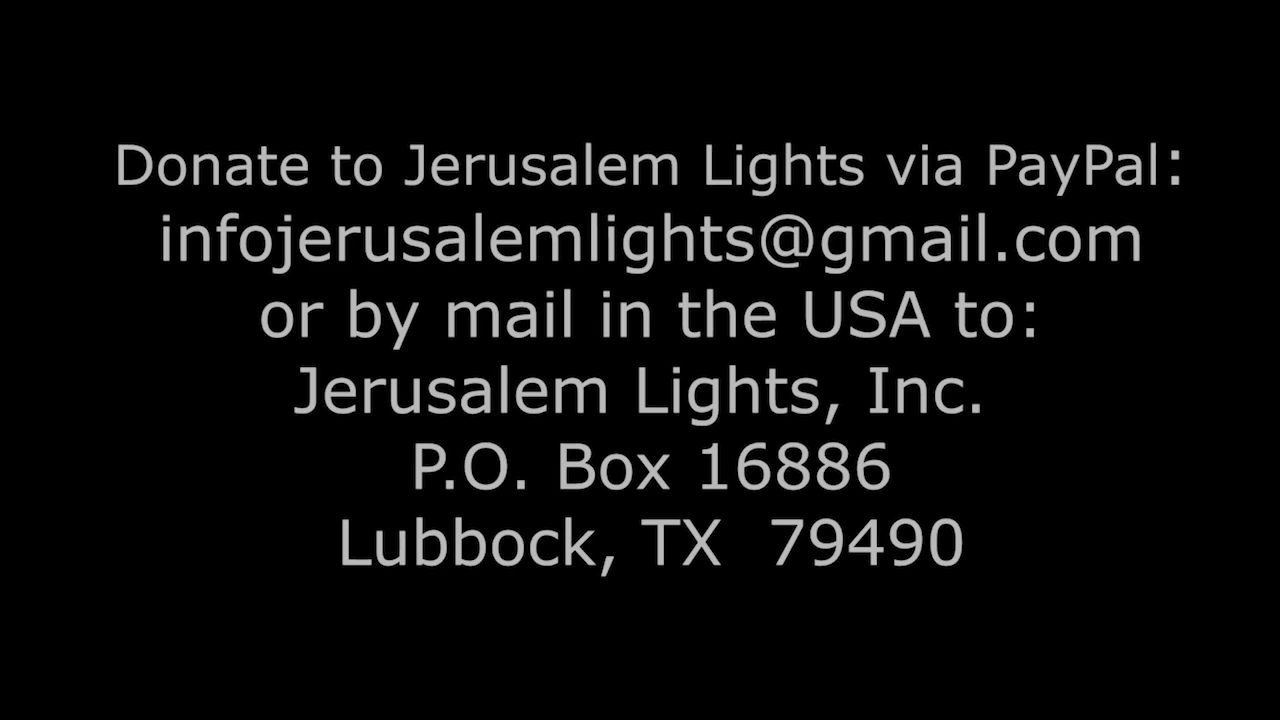 Donate to Jerusalem Lights via PayPal:
infojerusalemlights@gmail.com
or by mail in the USA to:
Jerusalem Lights, Inc.
P.O. Box 16886
Lubbock, TX  79490